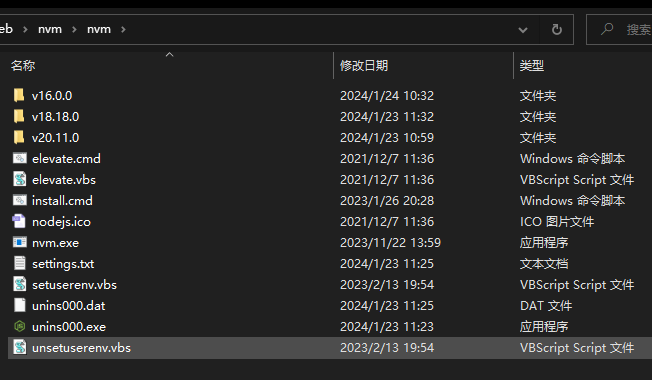 eb > nvm > nvm >
搜索
名称 修改日期 类型
v16.0.0 2024/1/24 10:32 文件夹
v18.18.0 2024/1/23 11:32 文件夹
v20.11.0 2024/1/23 10:59 文件夹
elevate.cmd 2021/12/7 11:36 Windows 命令脚本
elevate.vbs 2021/12/7 11:36 VBScript Script 文件
install.cmd 2023/1/26 20:28 Windows 命令脚本
nodejs.ico 2021/12/7 11:36 ICO 图片文件
nvm.exe 2023/11/22 13:59 应用程序
settings.txt 2024/1/23 11:25 文本文档
setuserenv.vbs 2023/2/13 19:54 VBScript Script 文件
unins000.dat 2024/1/23 11:25 DAT 文件
unins000.exe 2024/1/23 11:23 应用程序
unsetuserenv.vbs 2023/2/13 19:54 VBScript Script 文件